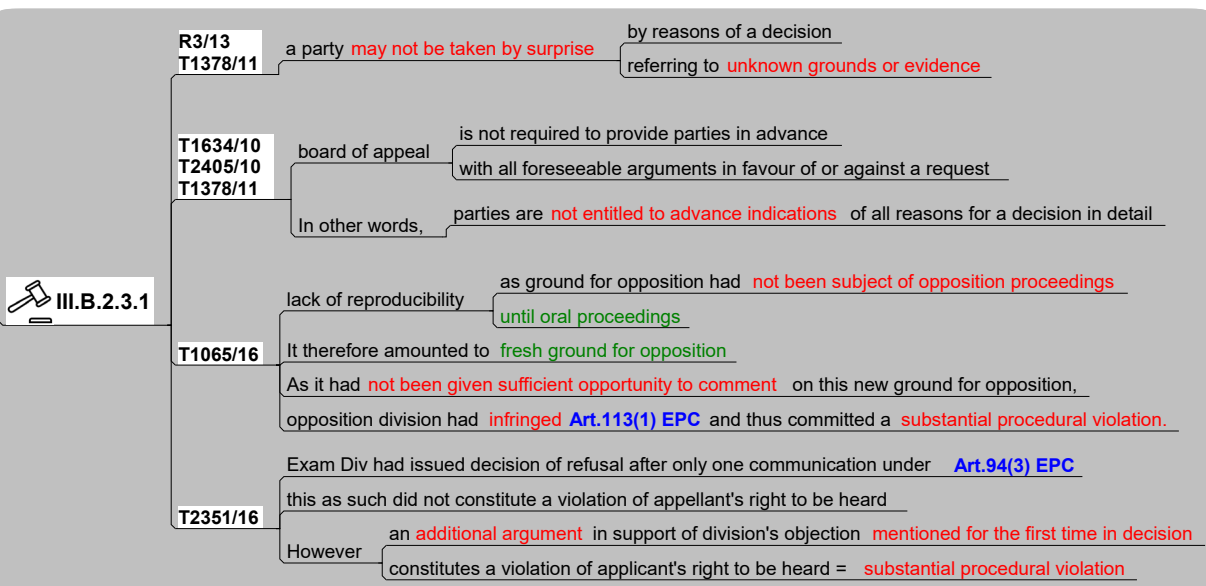 III.B.2.3.1
R3/13
T1378/11
a party may not be taken by surprise
by reasons of a decision
referring to unknown grounds or evidence
T1634/10
T2405/10
T1378/11
board of appeal
is not required to provide parties in advance
with all foreseeable arguments in favour of or against a request
In other words,
parties are not entitled to advance indications of all reasons for a decision in detail
T1065/16
lack of reproducibility
as ground for opposition had not been subject of opposition proceedings
until oral proceedings
It therefore amounted to fresh ground for opposition
As it had not been given sufficient opportunity to comment on this new ground for opposition,
opposition division had infringed Art.113(1) EPC and thus committed a substantial procedural violation.
T2351/16
Exam Div had issued decision of refusal after only one communication under Art.94(3) EPC
this as such did not constitute a violation of appellant's right to be heard
However
an additional argument in support of division's objection mentioned for the first time in decision
constitutes a violation of applicant's right to be heard = substantial procedural violation